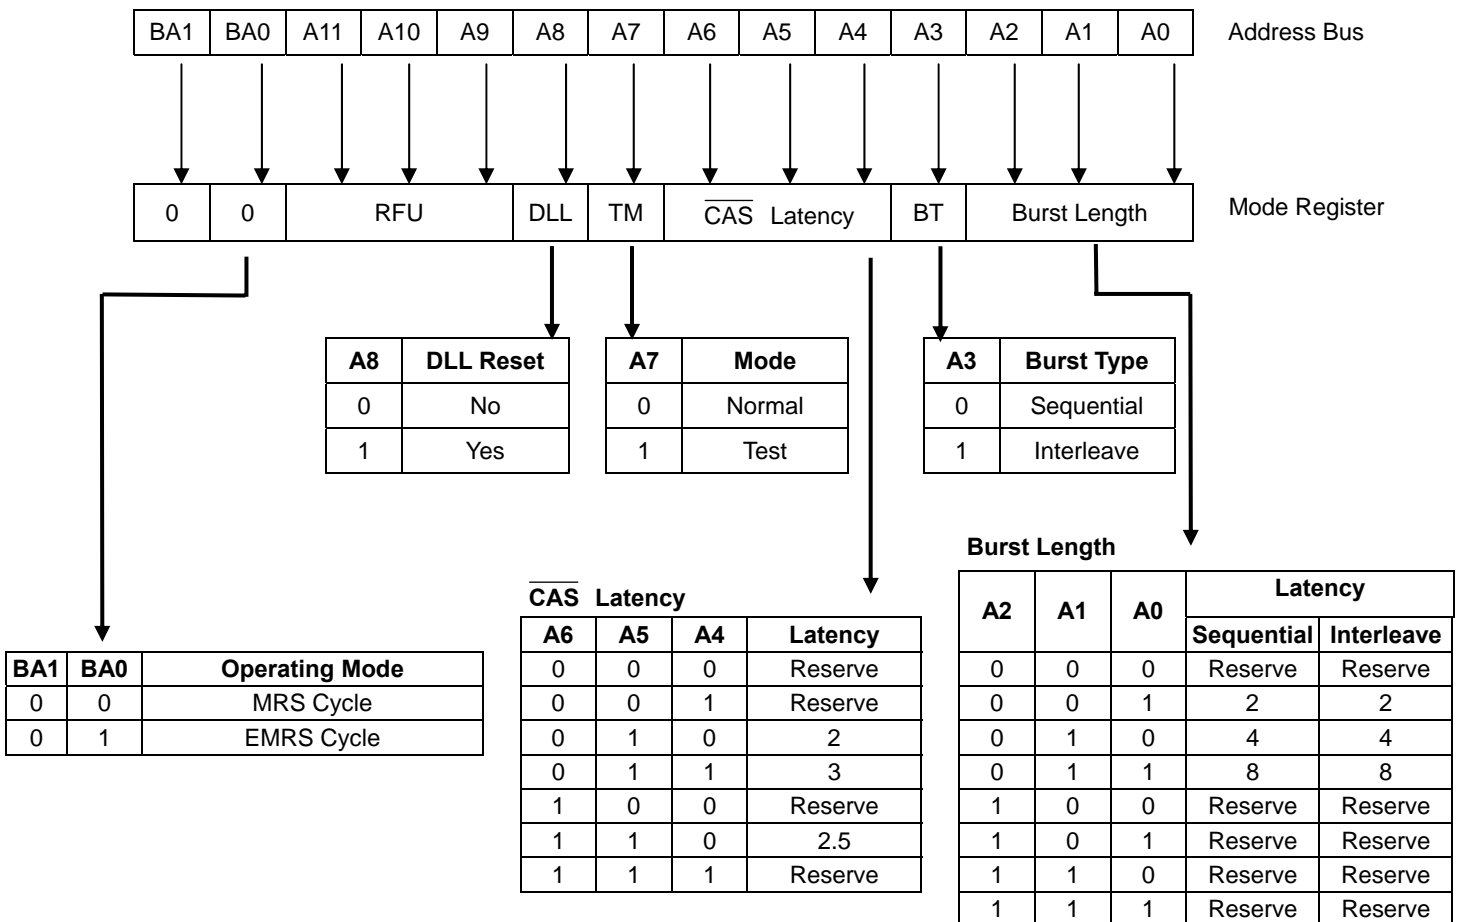 BA1 BA0 A11 A10 A9 A8 A7 A6 A5 A4 A3 A2 A1 A0 Address Bus
0 0 RFU DLL TM CAS Latency BT Burst Length Mode Register
A8 DLL Reset
0 No
1 Yes
A7 Mode
0 Normal
1 Test
A3 Burst Type
0 Sequential
1 Interleave
BA1 BA0 Operating Mode
0 0 MRS Cycle
0 1 EMRS Cycle
CAS Latency
A6 A5 A4 Latency
0 0 0 Reserve
0 0 1 Reserve
0 1 0 2
0 1 1 3
1 0 0 Reserve
1 1 0 2.5
1 1 1 Reserve
Burst Length
A2 A1 A0 Latency
Sequential Interleave
0 0 0 Reserve Reserve
0 0 1 2 2
0 1 0 4 4
0 1 1 8 8
1 0 0 Reserve Reserve
1 0 1 Reserve Reserve
1 1 0 Reserve Reserve
1 1 1 Reserve Reserve